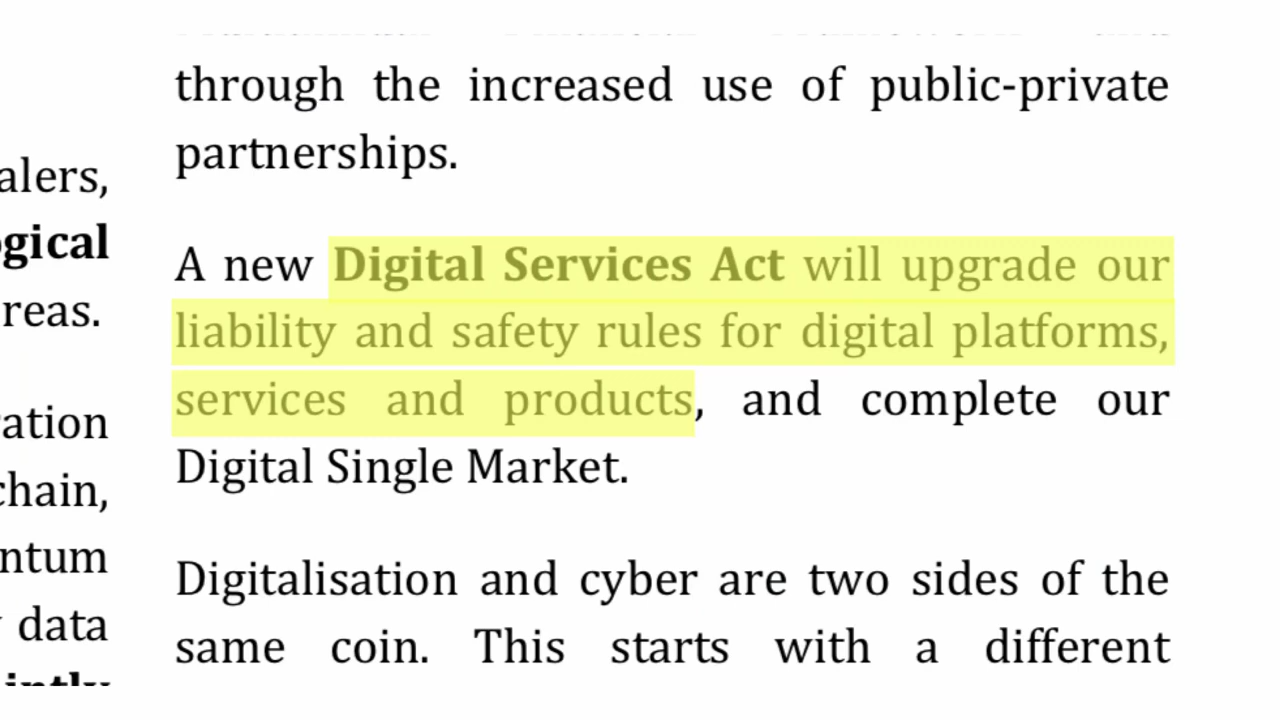 through the increased use of public-private
partnerships.
A new Digital Services Act will upgrade our
liability and safety rules for digital platforms,
services and products, and complete our
Digital Single Market.
Digitalisation and cyber are two sides of the
same coin. This starts with a different
alers,
ogical
reas.
ration
chain,
ntum
data